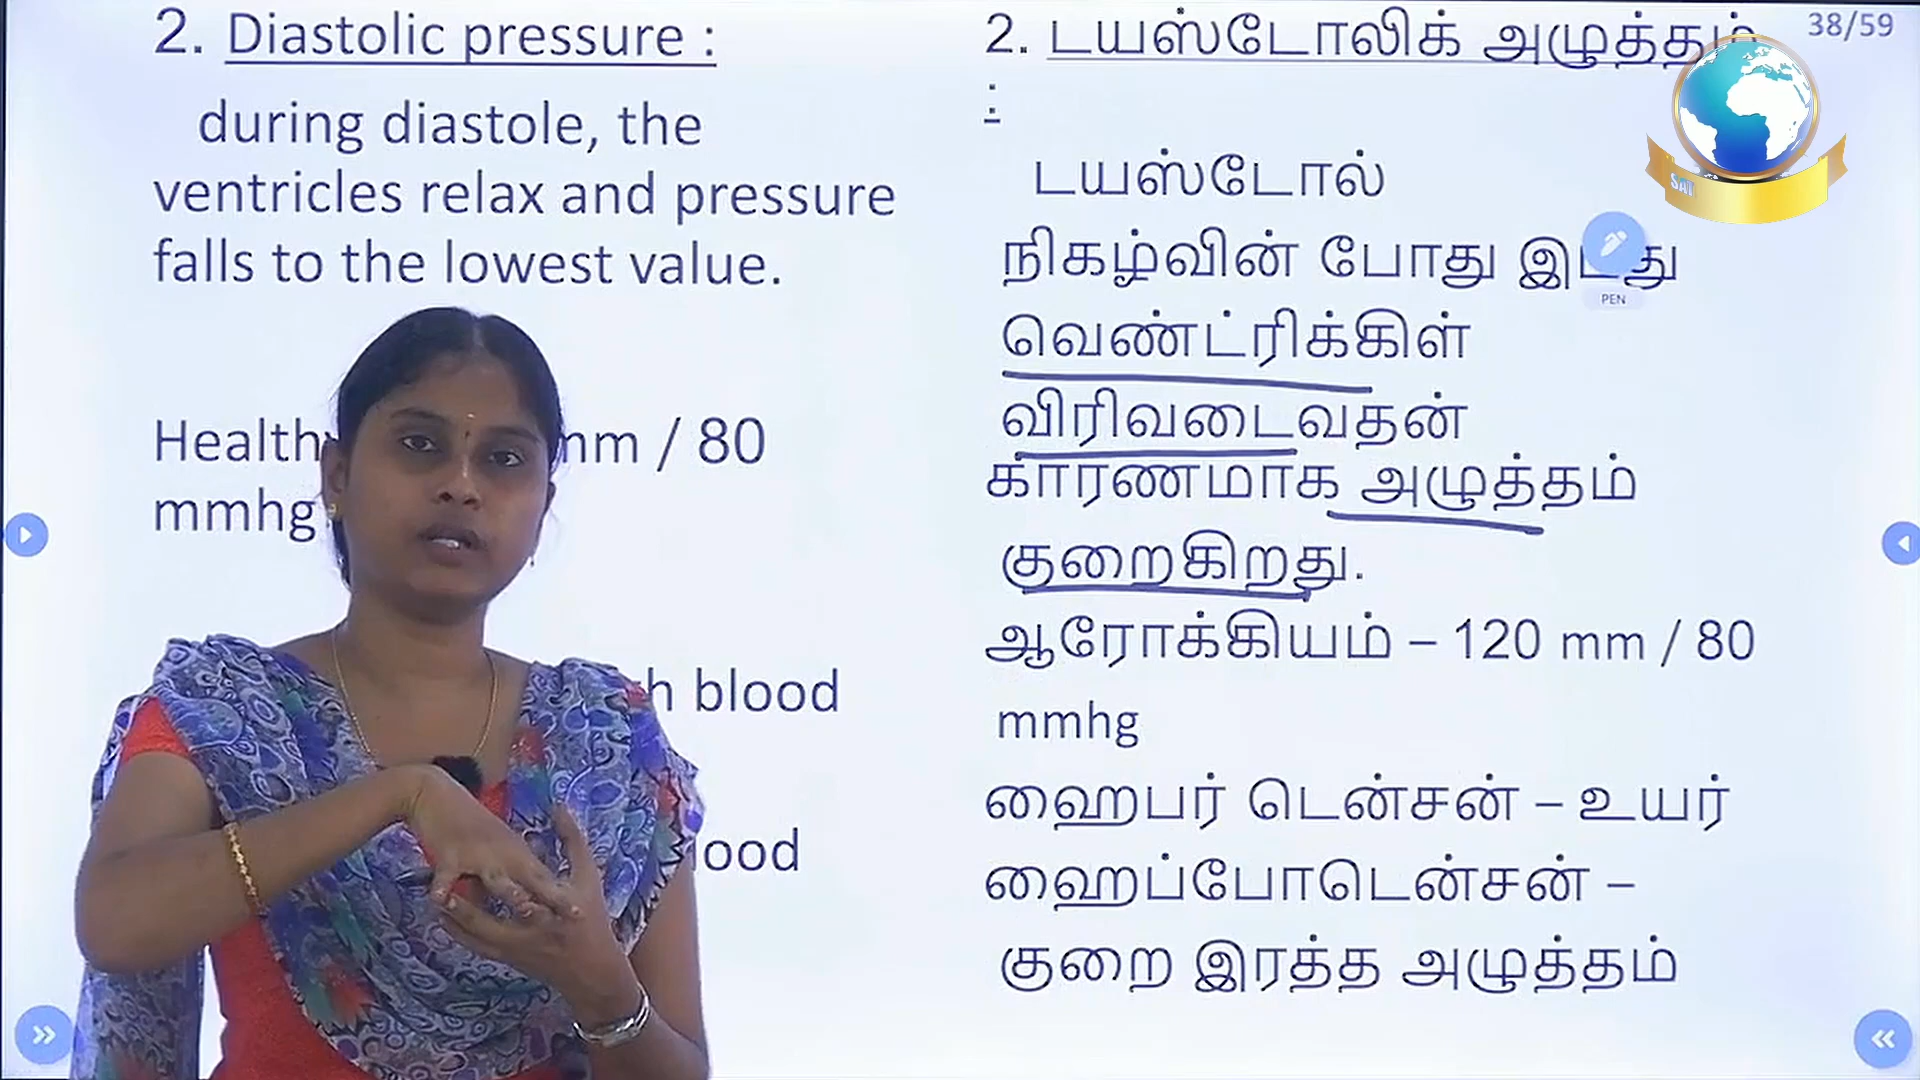 2. Diastolic pressure :
during diastole, the
ventricles relax and pressure
falls to the lowest value.
mm / 80
mmhg
blood
2. டயஸ்டோலிக் அழுத்தம்
:
டயஸ்டோல்
நிகழ்வின் போது இடது
வெண்ட்ரிக்கிள்
விரிவடைவதன்
காரணமாக அழுத்தம்
குறைகிறது.
ஆரோக்கியம் – 120 mm / 80
mmhg
ஹைபர் டென்சன் – உயர்
ஹைப்போடென்சன் –
குறை இரத்த அழுத்தம்
38/59
PEN